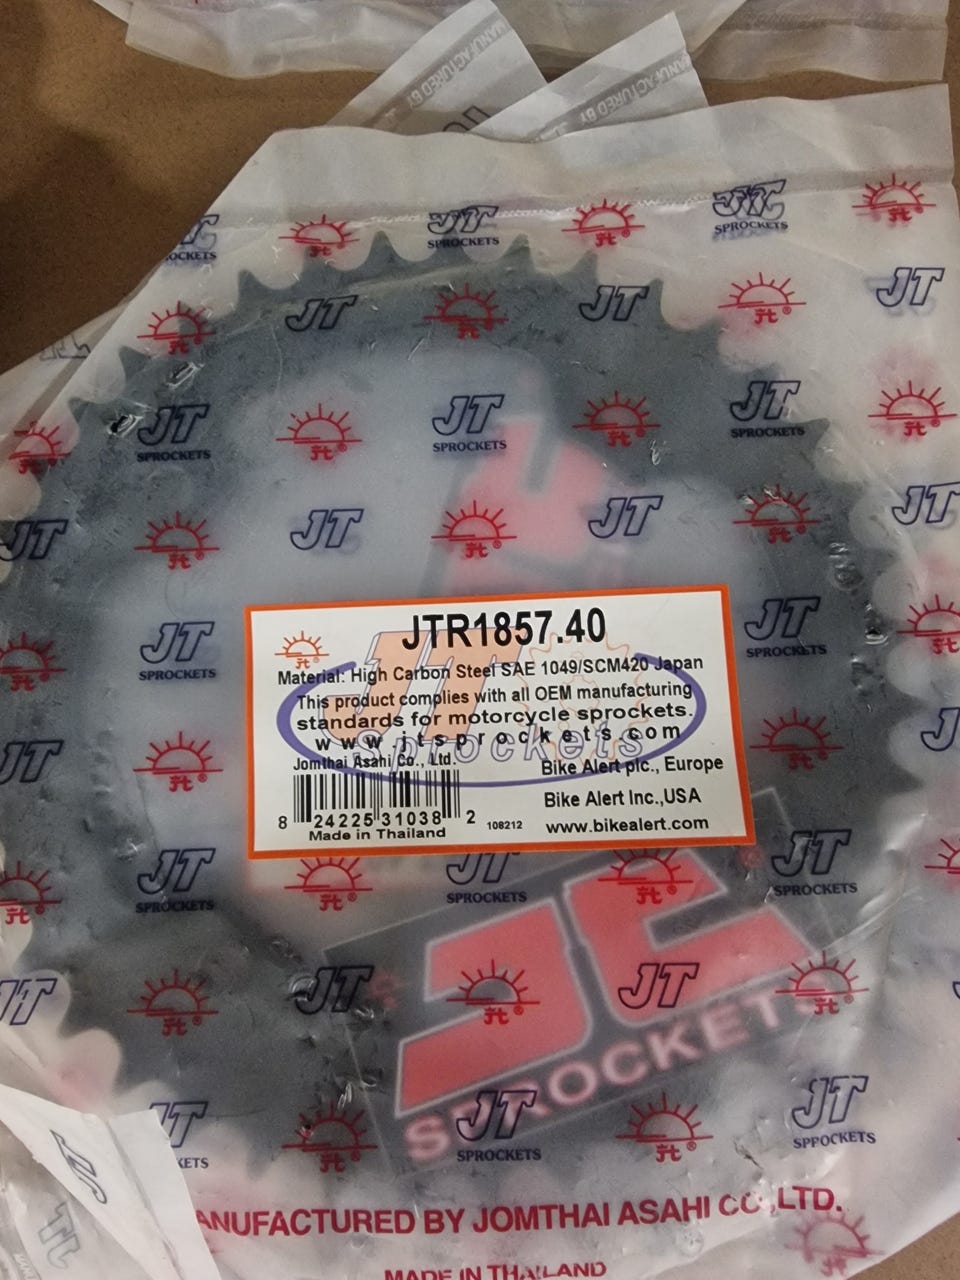 JTR1857.40
Material: High Carbon Steel SAE 1049/SCM420 Japan
This product complies with all OEM manufacturing
standards for motorcycle sprockets.
www.jtsprockets.com
Jomthai Asahi Co., Ltd.
Bike Alert plc., Europe
8 24225 31038 2
108212
Bike Alert Inc.,USA
Made in Thailand
www.bikealert.com
JT
SPROCKETS
ANUFACTURED BY JOMTHAI ASAHI CO.,LTD.
MADE IN THAILAND